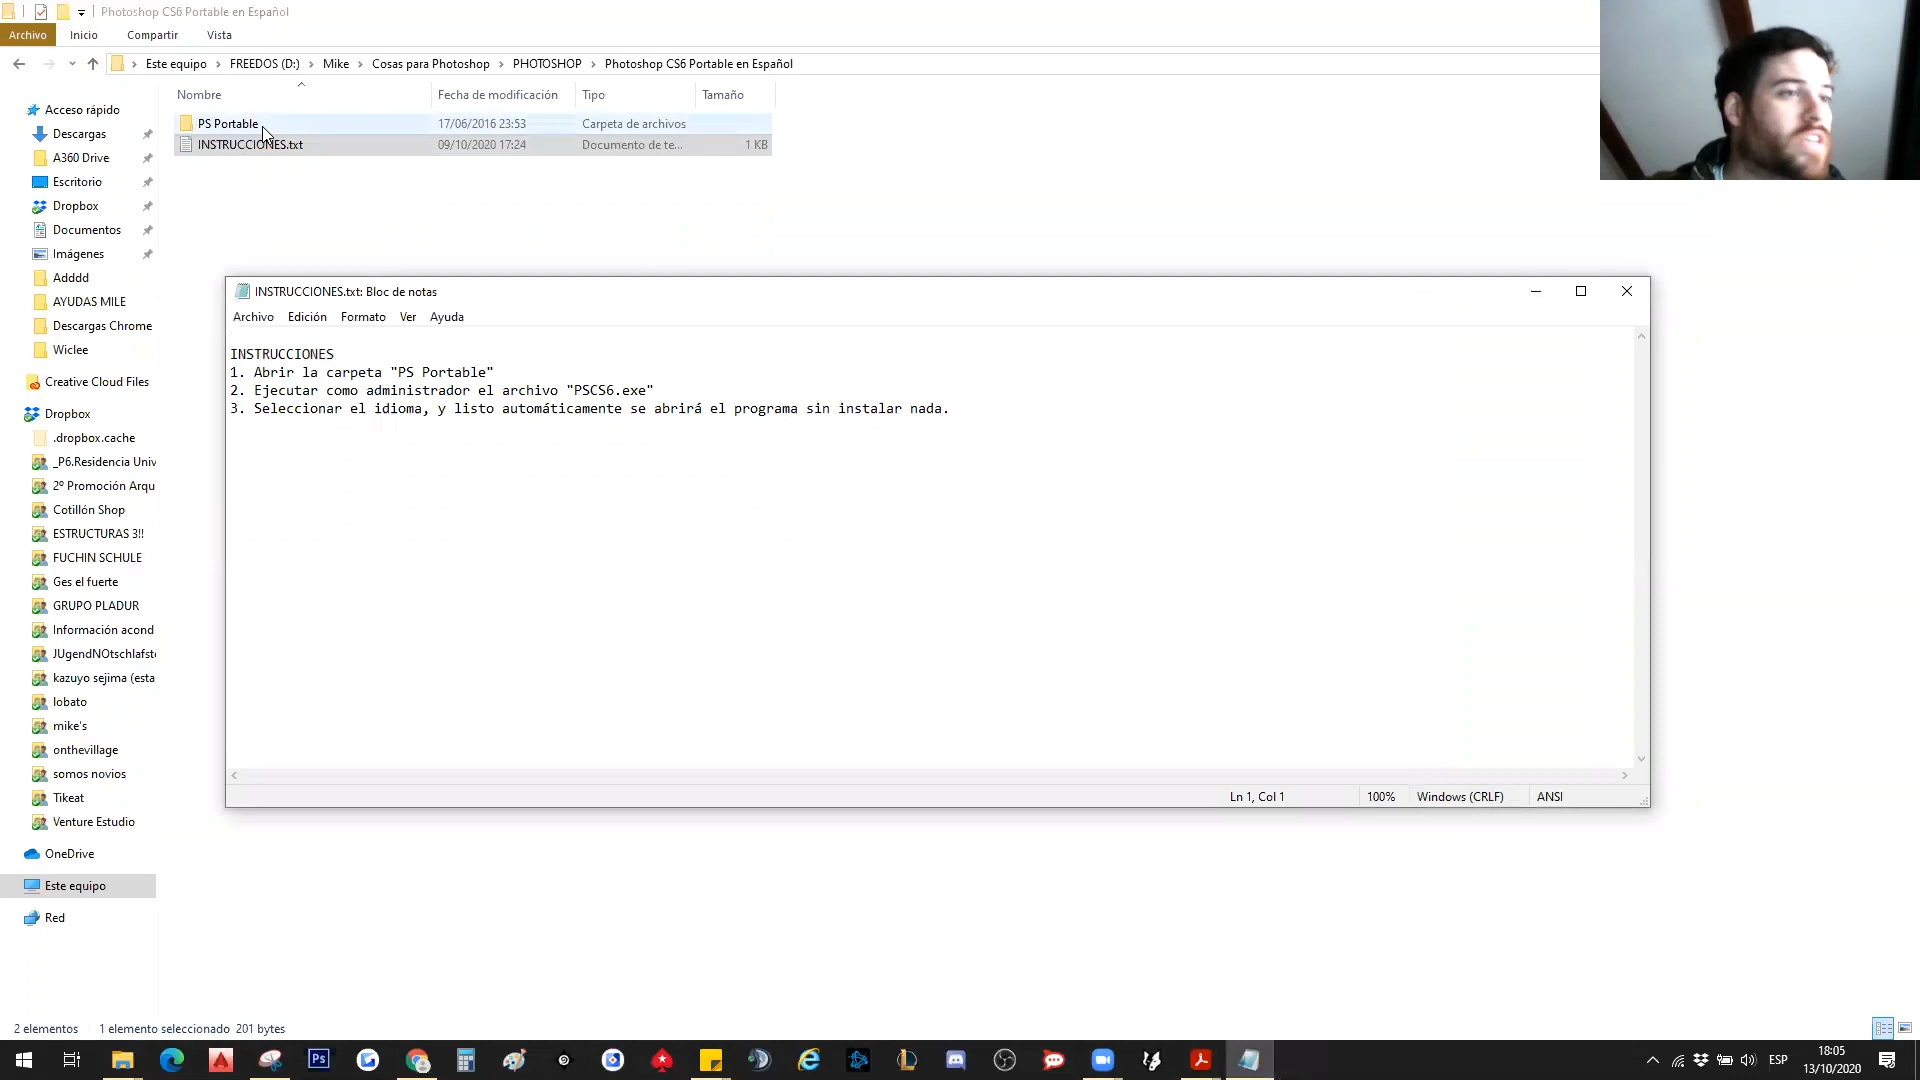 Photoshop CS6 Portable en Español
Archivo
Inicio
Compartir
Vista
Este equipo
FREEDOS (D:)
Mike
Cosas para Photoshop
PHOTOSHOP
Photoshop CS6 Portable en Español
Nombre
Fecha de modificación
Tipo
Tamaño
PS Portable
17/06/2016 23:53
Carpeta de archivos
INSTRUCCIONES.txt
09/10/2020 17:24
Documento de te...
1 KB
Acceso rápido
Descargas
A360 Drive
Escritorio
Dropbox
Documentos
Imágenes
Adddd
AYUDAS MILE
Descargas Chrome
Wiclee
Creative Cloud Files
Dropbox
.dropbox.cache
_P6.Residencia Univ
2º Promoción Arqu
Cotillón Shop
ESTRUCTURAS 3!!
FUCHIN SCHULE
Ges el fuerte
GRUPO PLADUR
Información acond
JUgendNOtschlafste
kazuyo sejima (esta
lobato
mike's
onthevillage
somos novios
Tikeat
Venture Estudio
OneDrive
Este equipo
Red
INSTRUCCIONES.txt: Bloc de notas
Archivo
Edición
Formato
Ver
Ayuda
INSTRUCCIONES
1. Abrir la carpeta "PS Portable"
2. Ejecutar como administrador el archivo "PSCS6.exe"
3. Seleccionar el idioma, y listo automáticamente se abrirá el programa sin instalar nada.
Ln 1, Col 1
100%
Windows (CRLF)
ANSI
2 elementos
1 elemento seleccionado 201 bytes
Ps
ESP
18:05
13/10/2020